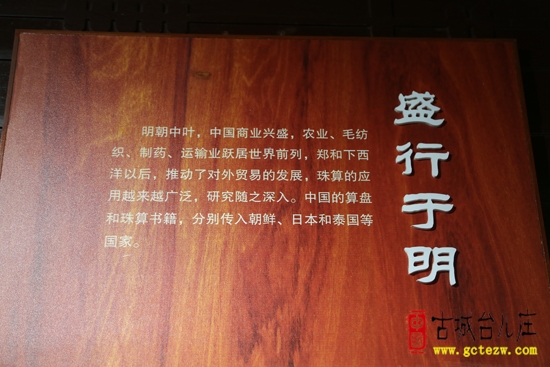 盛行于明
明朝中叶，中国商业兴盛，农业、毛纺
织、制药、运输业跃居世界前列，郑和下西
洋以后，推动了对外贸易的发展，珠算的应
用越来越广泛，研究随之深入。中国的算盘
和珠算书籍，分别传入朝鲜、日本和泰国等
国家。
古城台儿庄
www.gctezw.com